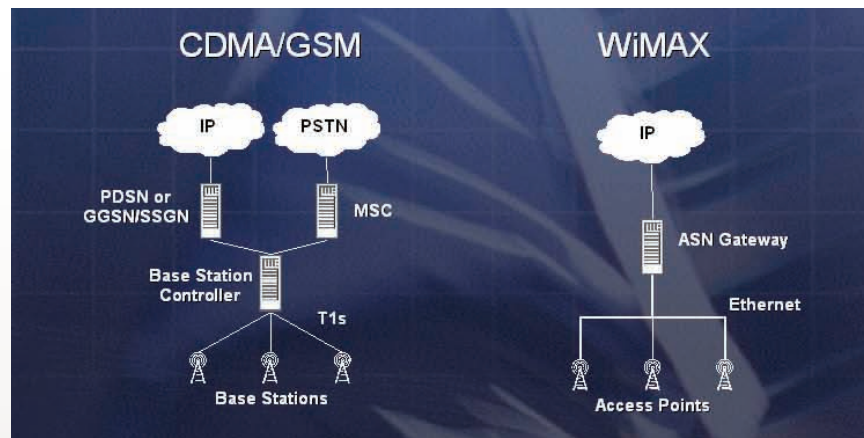 CDMA/GSM
IP
PSTN
PDSN or
GGSN/SSGN
MSC
Base Station
Controller
T1s
Base Stations
WiMAX
IP
ASN Gateway
Ethernet
Access Points